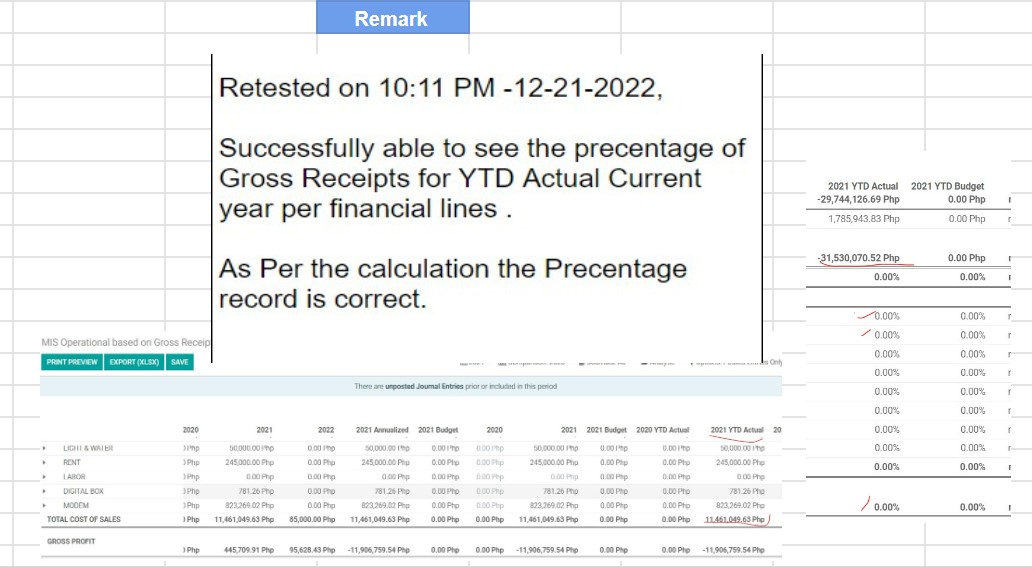 Remark
Retested on 10:11 PM -12-21-2022,
Successfully able to see the precentage of
Gross Receipts for YTD Actual Current
year per financial lines .
As Per the calculation the Precentage
record is correct.
2021 YTD Actual 2021 YTD Budget
-29,744,126.69 Php 0.00 Php
1,785,943.83 Php 0.00 Php
-31,530,070.52 Php 0.00 Php
0.00% 0.00%
0.00% 0.00%
0.00% 0.00%
0.00% 0.00%
0.00% 0.00%
0.00% 0.00%
0.00% 0.00%
0.00% 0.00%
0.00% 0.00%
0.00% 0.00%
0.00% 0.00%
MIS Operational based on Gross Receip
PRINT PREVIEW EXPORT (XLSX) SAVE
There are unposted Journal Entries prior or included in this period
2020 2021 2022 2021 Annualized 2021 Budget 2020 2021 2021 Budget 2020 YTD Actual 2021 YTD Actual 20
LIGHT & WATER Php 50,000.00 Php 0.00 Php 50,000.00 Php 0.00 Php 0.00 Php 50,000.00 Php 0.00 Php 0.00 Php 50,000.00 Php
RENT Php 245,000.00 Php 0.00 Php 245,000.00 Php 0.00 Php 0.00 Php 245,000.00 Php 0.00 Php 0.00 Php 245,000.00 Php
LABOR Php 0.00 Php 0.00 Php 0.00 Php 0.00 Php 0.00 Php 0.00 Php 0.00 Php 0.00 Php 0.00 Php
DIGITAL BOX Php 781.26 Php 0.00 Php 781.26 Php 0.00 Php 0.00 Php 781.26 Php 0.00 Php 0.00 Php 781.26 Php
MODEM Php 823,269.02 Php 0.00 Php 823,269.02 Php 0.00 Php 0.00 Php 823,269.02 Php 0.00 Php 0.00 Php 823,269.02 Php
TOTAL COST OF SALES Php 11,461,049.63 Php 85,000.00 Php 11,461,049.63 Php 0.00 Php 0.00 Php 11,461,049.63 Php 0.00 Php 0.00 Php 11,461,049.63 Php
GROSS PROFIT
Php 445,709.91 Php 95,628.43 Php -11,906,759.54 Php 0.00 Php 0.00 Php -11,906,759.54 Php 0.00 Php 0.00 Php -11,906,759.54 Php